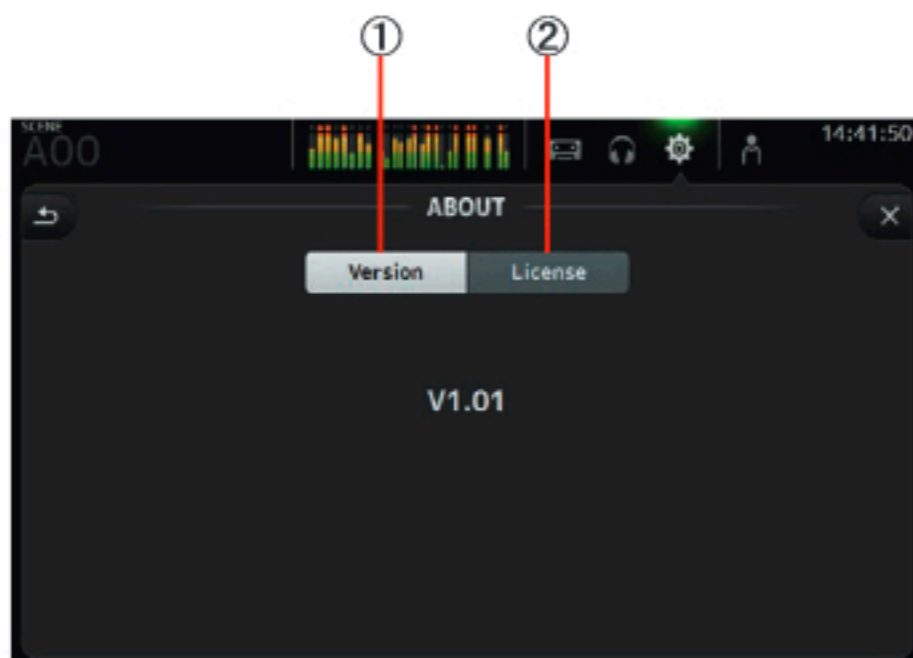 ① ②
SCENE
A00
14:41:50
ABOUT
Version License
V1.01